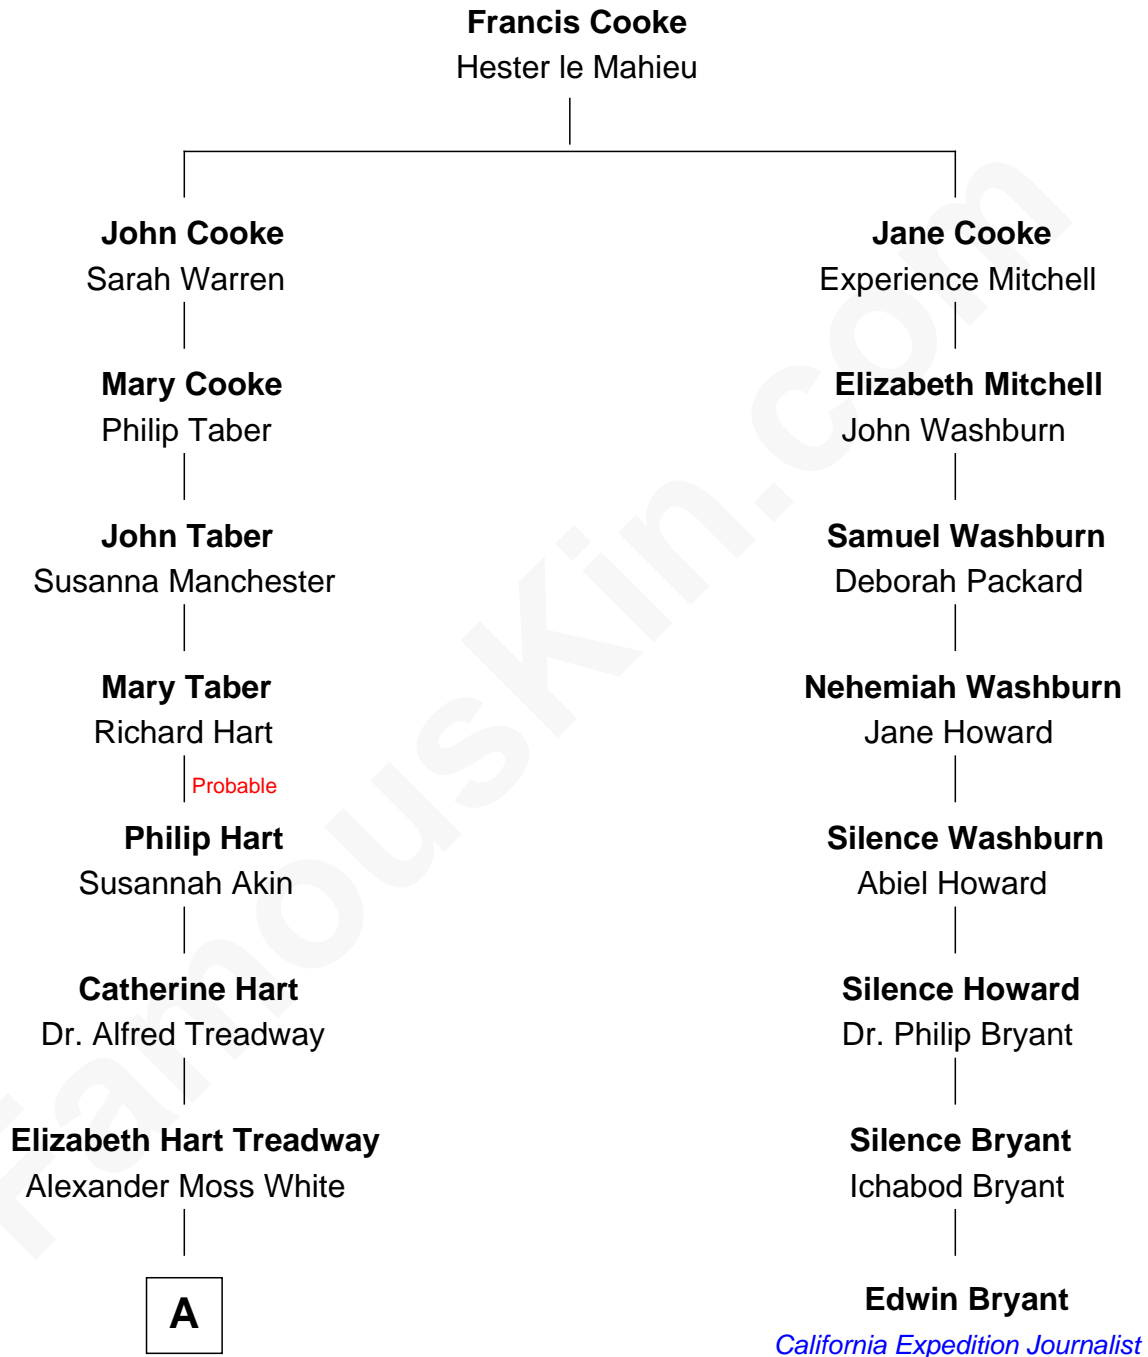 Francis Cooke
Hester le Mahieu
John Cooke
Sarah Warren
Jane Cooke
Experience Mitchell
Mary Cooke
Philip Taber
Elizabeth Mitchell
John Washburn
John Taber
Susanna Manchester
Samuel Washburn
Deborah Packard
Mary Taber
Richard Hart
Nehemiah Washburn
Jane Howard
Probable
Philip Hart
Susannah Akin
Silence Washburn
Abiel Howard
Catherine Hart
Dr. Alfred Treadway
Silence Howard
Dr. Philip Bryant
Elizabeth Hart Treadway
Alexander Moss White
Silence Bryant
Ichabod Bryant
A
Edwin Bryant
California Expedition Journalist
FamousKin.com